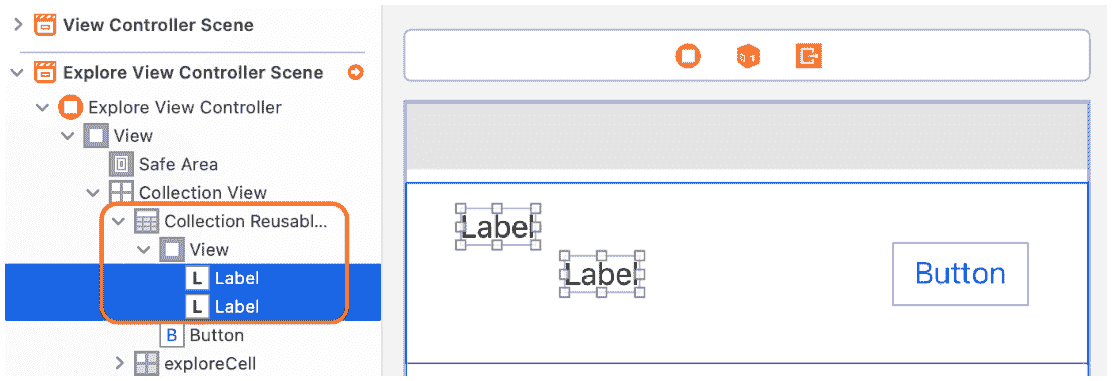 View Controller Scene
Explore View Controller Scene
Explore View Controller
View
Safe Area
Collection View
Collection Reusabl...
View
L Label
L Label
B Button
exploreCell
Label
Label
Button